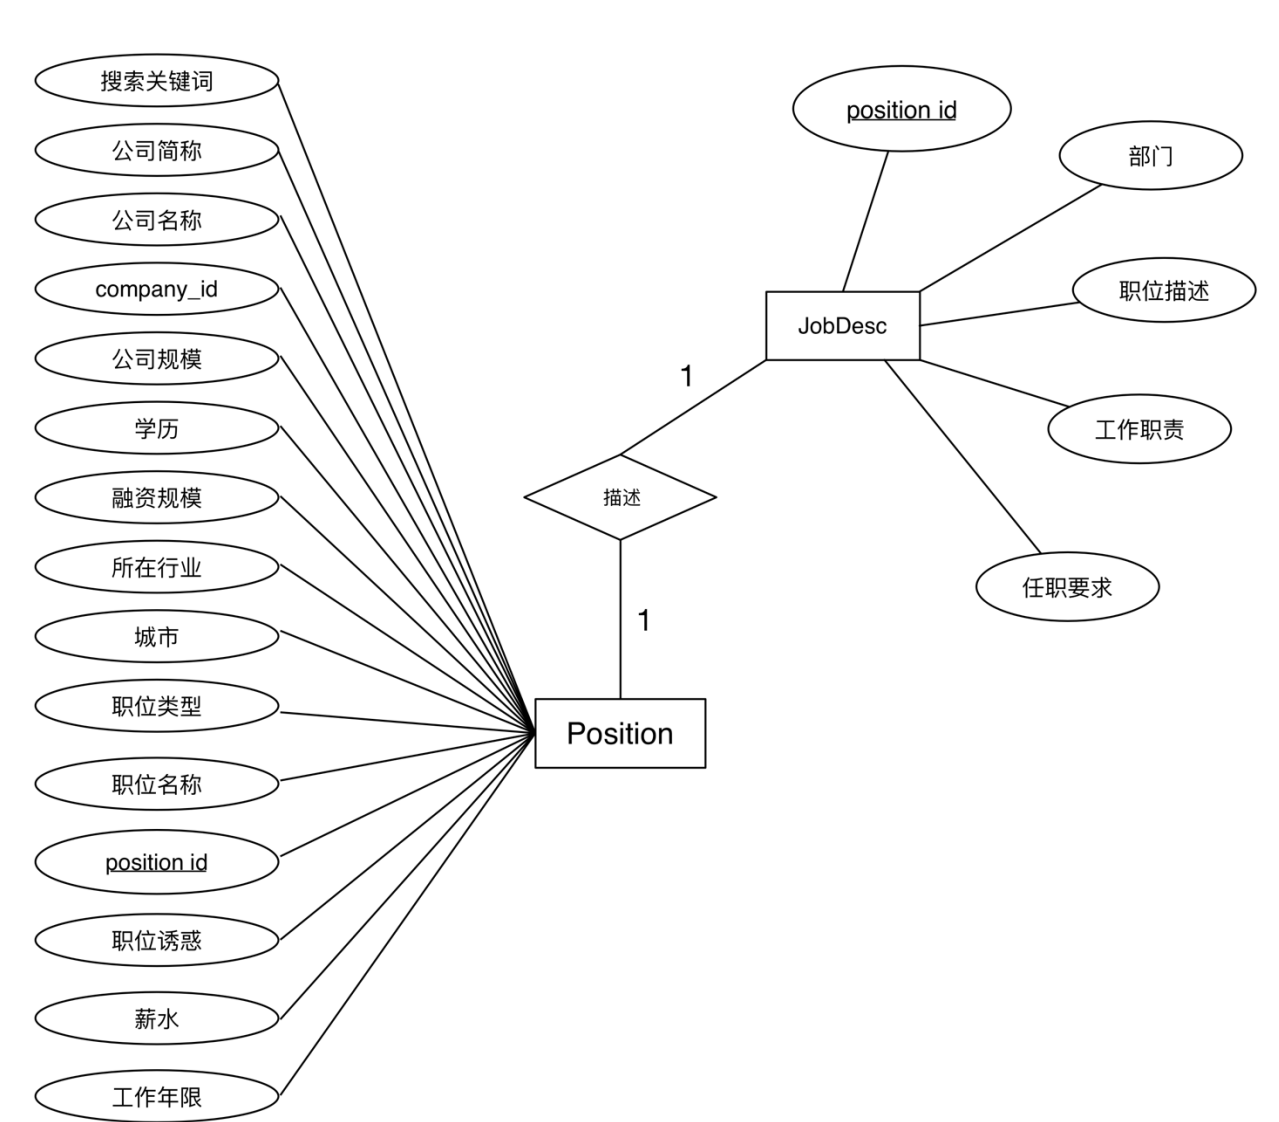 搜索关键词
公司简称
公司名称
company_id
公司规模
学历
融资规模
所在行业
城市
职位类型
职位名称
position id
职位诱惑
薪水
工作年限
Position
1
描述
1
JobDesc
position id
部门
职位描述
工作职责
任职要求